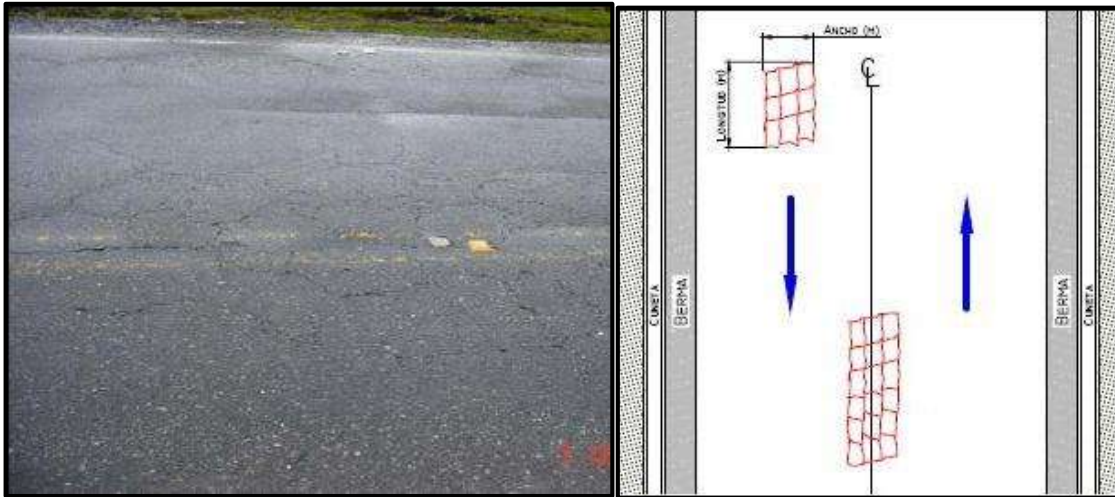 ANCHO (M)
LONGITUD (M)
CL
CUNETA
BERMA
BERMA
CUNETA